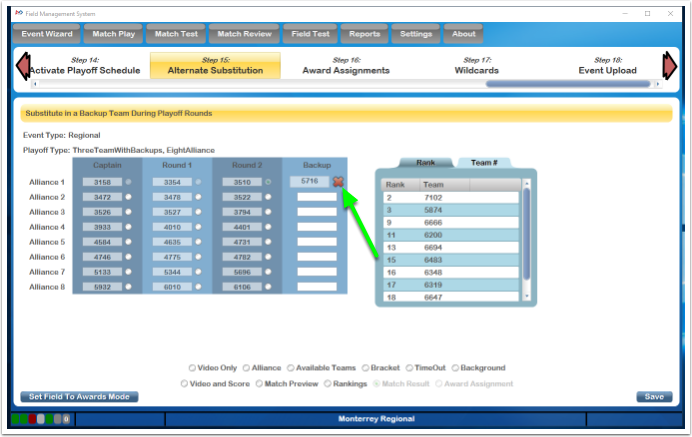 Field Management System
Event Wizard Match Play Match Test Match Review Field Test Reports Settings About
Step 14: Step 15: Step 16: Step 17: Step 18:
Activate Playoff Schedule Alternate Substitution Award Assignments Wildcards Event Upload
Substitute in a Backup Team During Playoff Rounds
Event Type: Regional
Playoff Type: ThreeTeamWithBackups, EightAlliance
Captain Round 1 Round 2 Backup
Alliance 1 3158 3354 3510 5716
Alliance 2 3472 3478 3522
Alliance 3 3526 3527 3794
Alliance 4 3933 4010 4401
Alliance 5 4584 4635 4731
Alliance 6 4746 4775 4782
Alliance 7 5133 5344 5696
Alliance 8 5932 6010 6106
Rank Team #
Rank Team
2 7102
3 5874
9 6666
11 6200
13 6694
15 6483
16 6348
17 6319
18 6647
Video Only Alliance Available Teams Bracket TimeOut Background
Video and Score Match Preview Rankings Match Result Award Assignment
Set Field To Awards Mode Save
0 Monterrey Regional